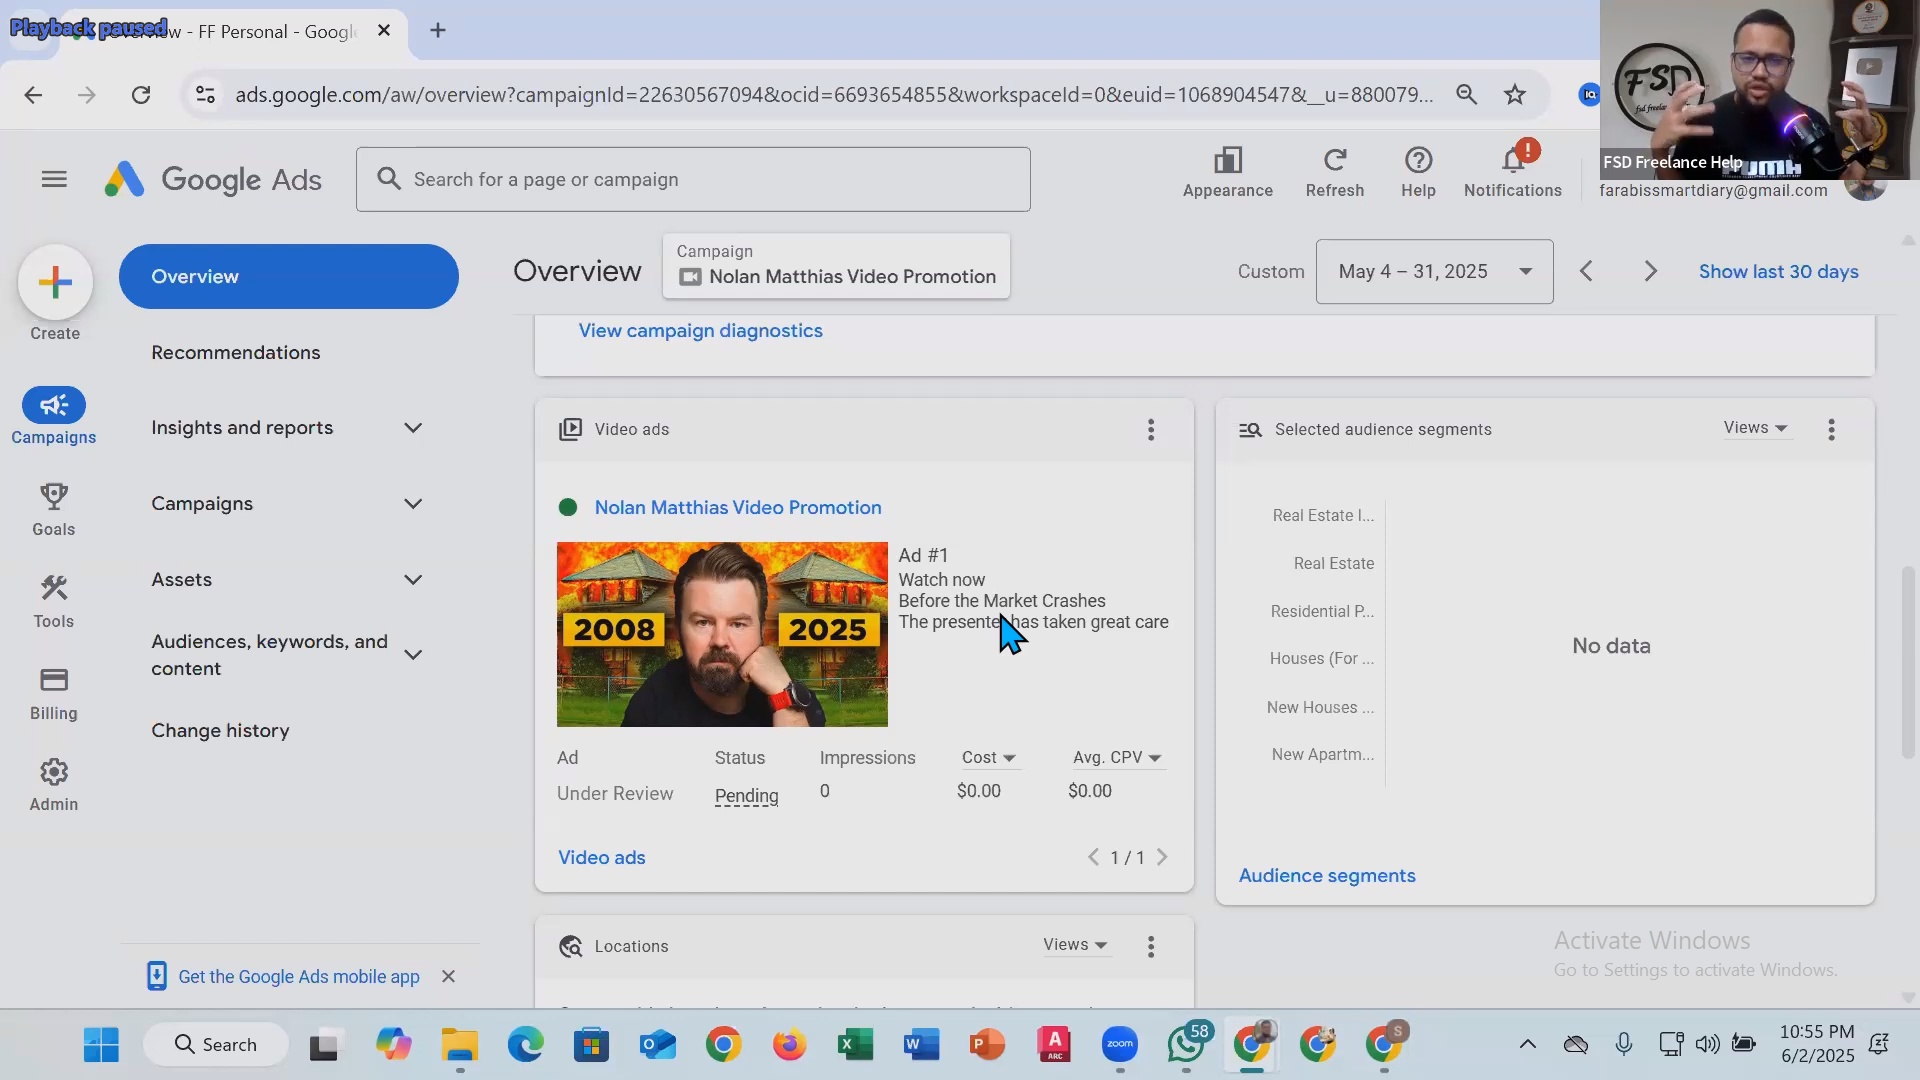 Playback paused
verview - FF Personal - Google
ads.google.com/aw/overview?campaignId=22630567094&ocid=6693654855&workspaceId=0&euid=1068904547&__u=880079...
FSD
fsd freelan
FSD Freelance Help
Google Ads
Search for a page or campaign
Appearance
Refresh
Help
Notifications
farabissmartdiary@gmail.com
Create
Campaigns
Goals
Tools
Billing
Admin
Overview
Recommendations
Insights and reports
Campaigns
Assets
Audiences, keywords, and
content
Change history
Get the Google Ads mobile app
Overview
Campaign
Nolan Matthias Video Promotion
Custom
May 4 – 31, 2025
Show last 30 days
View campaign diagnostics
Video ads
Nolan Matthias Video Promotion
2008
2025
Ad #1
Watch now
Before the Market Crashes
The presente has taken great care
Ad
Status
Impressions
Cost
Avg. CPV
Under Review
Pending
0
$0.00
$0.00
Video ads
1 / 1
Selected audience segments
Views
Real Estate I...
Real Estate
Residential P...
Houses (For ...
New Houses ...
New Apartm...
No data
Audience segments
Locations
Views
Activate Windows
Go to Settings to activate Windows.
Search
zoom
58
S
10:55 PM
6/2/2025